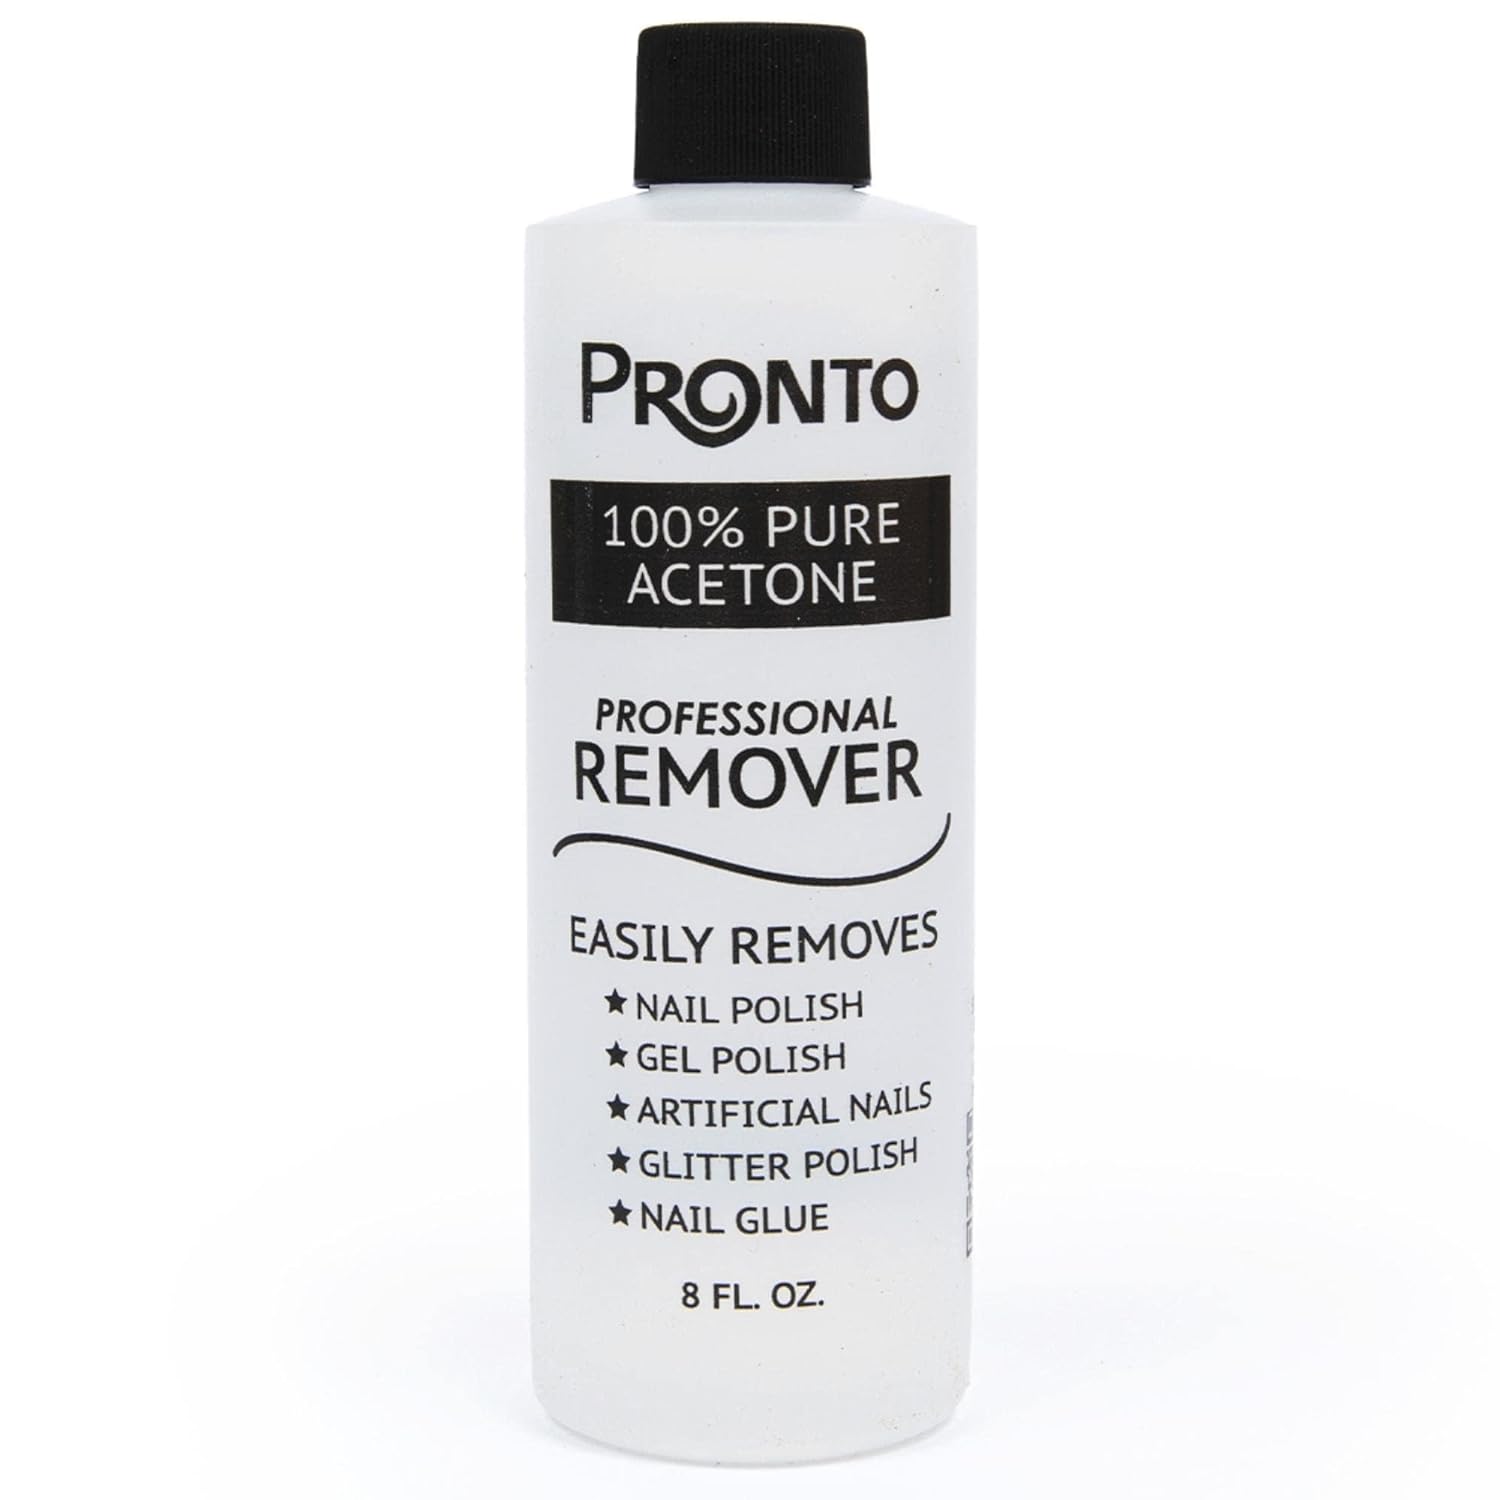 PRONTO
100% PURE
ACETONE
PROFESSIONAL
REMOVER
EASILY REMOVES
★ NAIL POLISH
★ GEL POLISH
★ ARTIFICIAL NAILS
★ GLITTER POLISH
★ NAIL GLUE
8 FL. OZ.